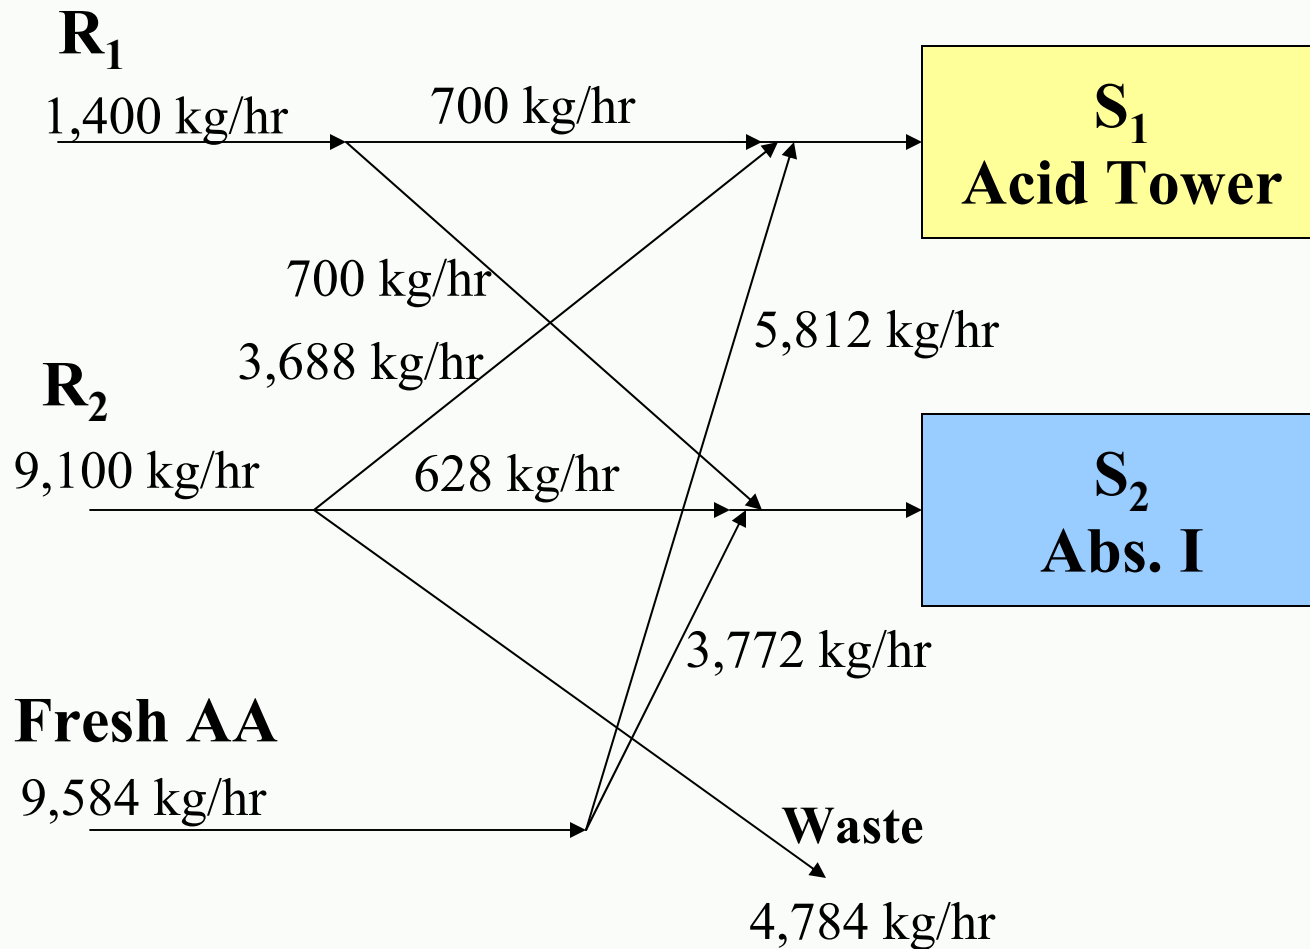 R₁
1,400 kg/hr
700 kg/hr
S₁
Acid Tower
700 kg/hr
3,688 kg/hr
5,812 kg/hr
R₂
9,100 kg/hr
628 kg/hr
S₂
Abs. I
3,772 kg/hr
Fresh AA
9,584 kg/hr
Waste
4,784 kg/hr